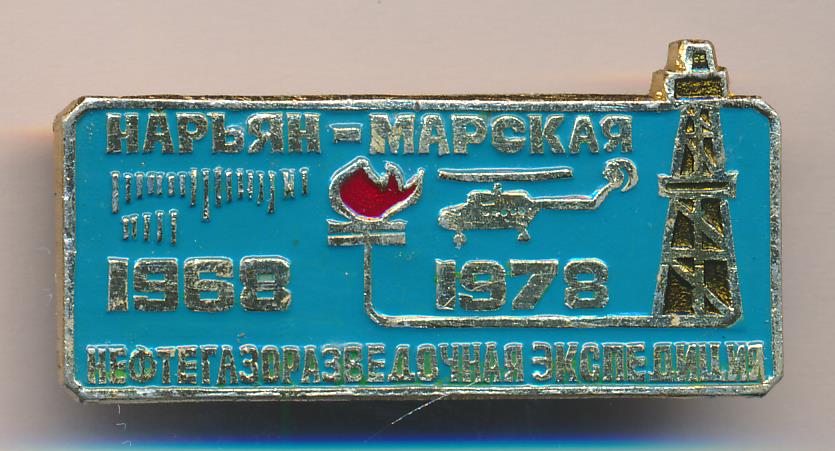 НАРЬЯН-МАРСКАЯ
1968 1978
НЕФТЕГАЗОРАЗВЕДОЧНАЯ ЭКСПЕДИЦИЯ